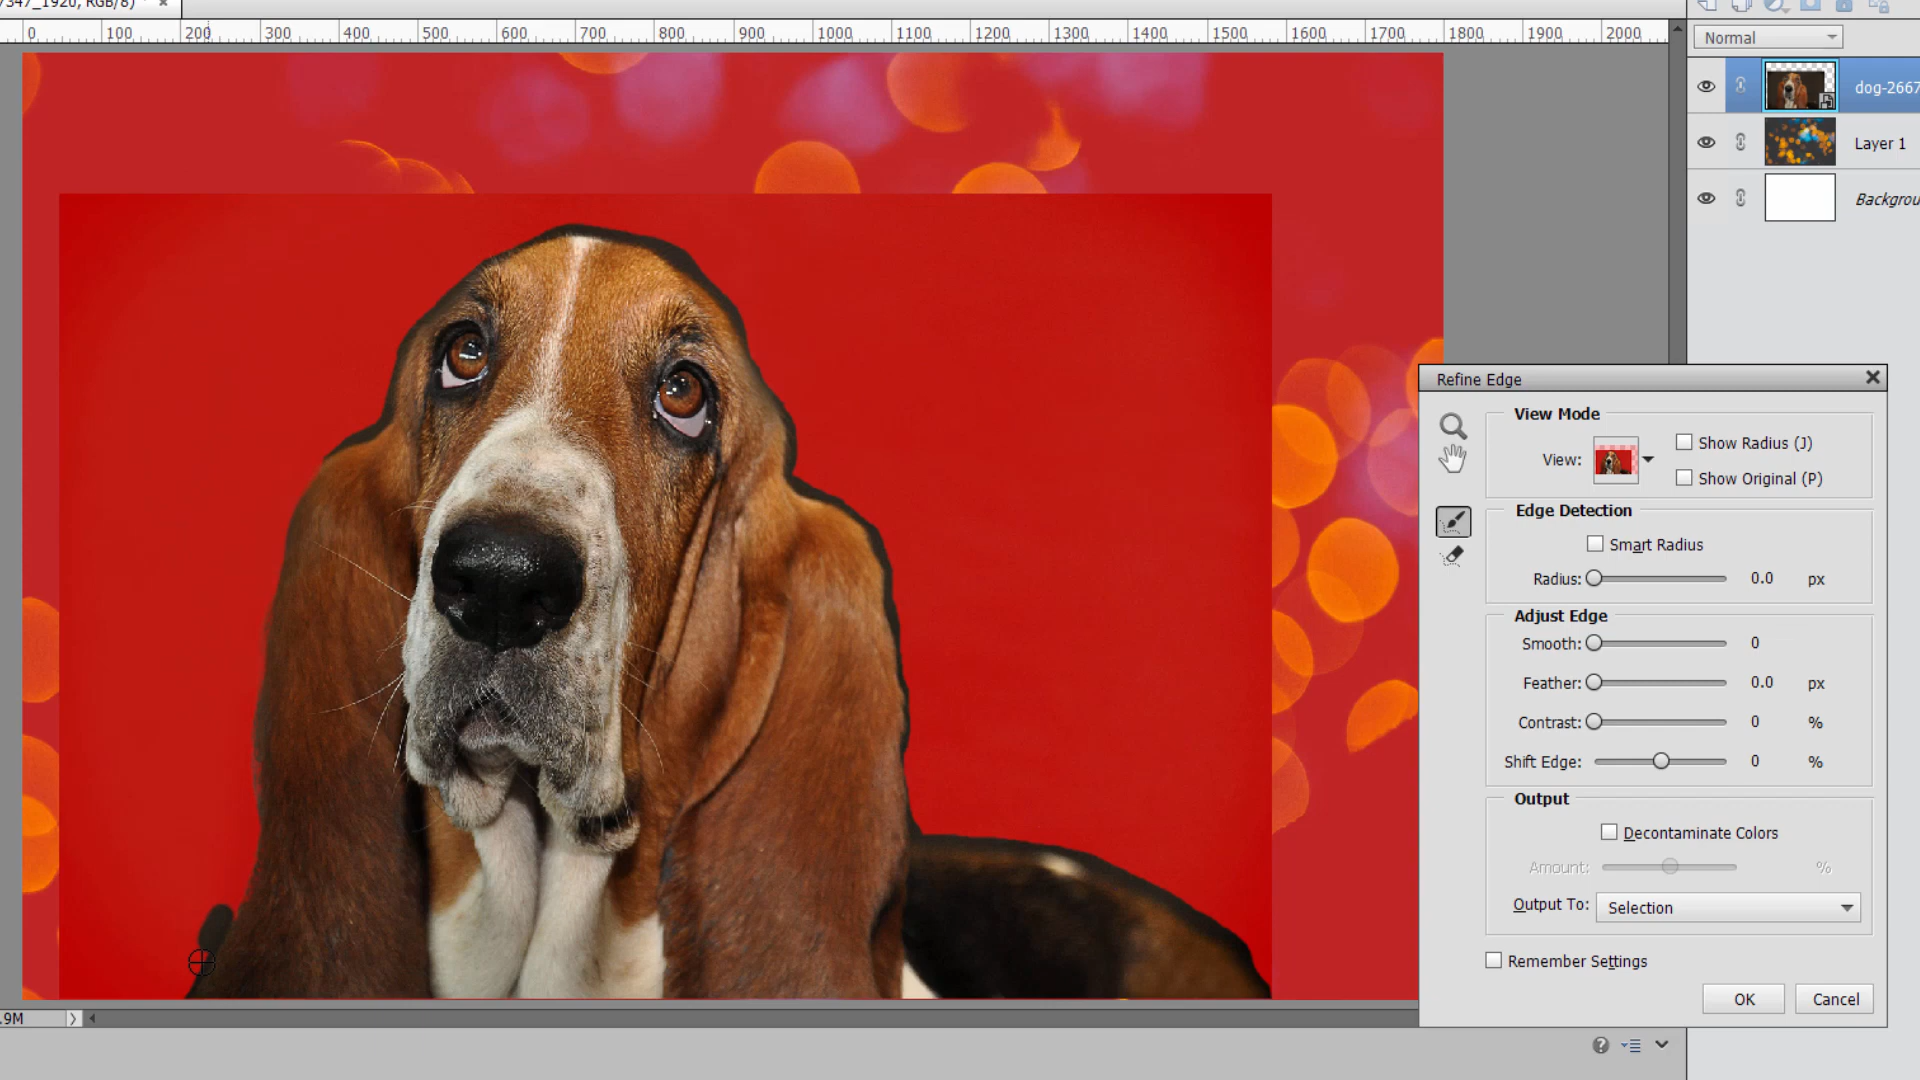 7347_1920, RGB/8) * ×
0 100 200 300 400 500 600 700 800 900 1000 1100 1200 1300 1400 1500 1600 1700 1800 1900 2000
Normal
dog-2667
Layer 1
Backgrou
Refine Edge
View Mode
View:
Show Radius (J)
Show Original (P)
Edge Detection
Smart Radius
Radius: 0.0 px
Adjust Edge
Smooth: 0
Feather: 0.0 px
Contrast: 0 %
Shift Edge: 0 %
Output
Decontaminate Colors
Amount: %
Output To: Selection
Remember Settings
OK Cancel
.9M